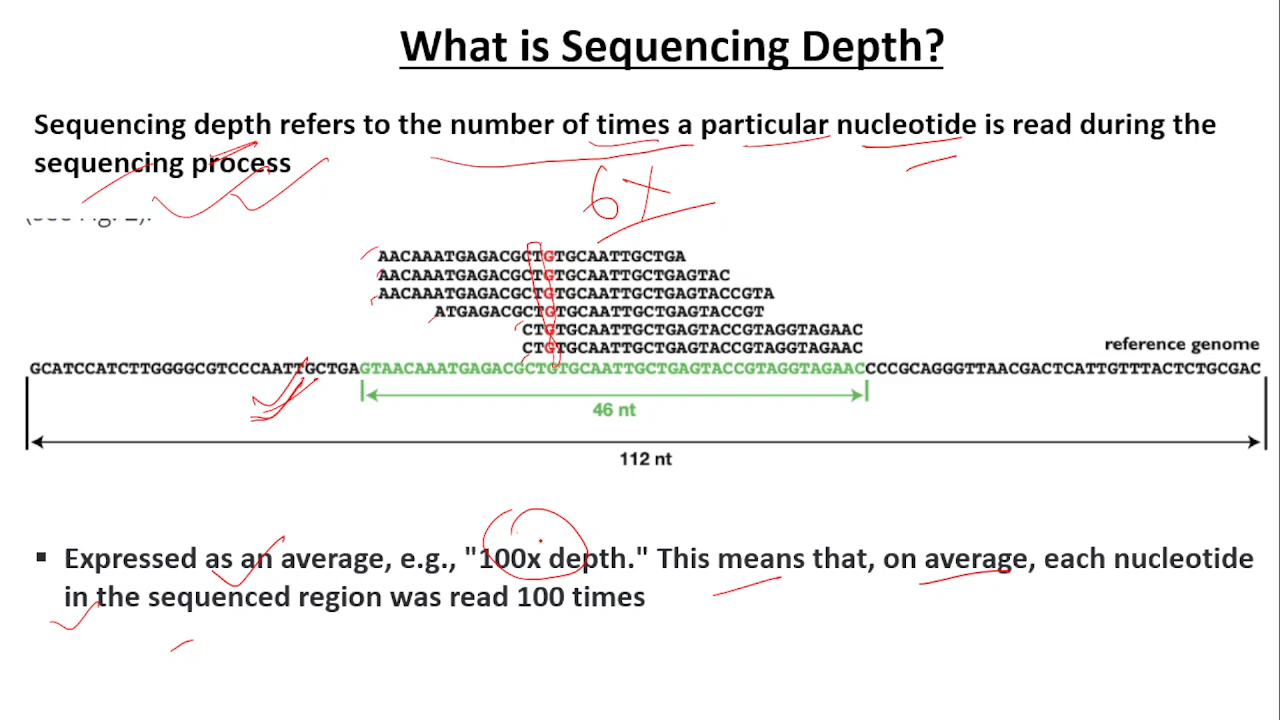 What is Sequencing Depth?
Sequencing depth refers to the number of times a particular nucleotide is read during the
sequencing process
6X
AACAAATGAGACGCTGTGCAATTGCTGA
AACAAATGAGACGCTGTGCAATTGCTGAGTAC
AACAAATGAGACGCTGTGCAATTGCTGAGTACCGTA
ATGAGACGCTGTGCAATTGCTGAGTACCGT
CTGTGCAATTGCTGAGTACCGTAGGTAGAAC
CTGTGCAATTGCTGAGTACCGTAGGTAGAAC
reference genome
GCATCCATCTTGGGGCGTCCCAATTGCTGAGTAACAAATGAGACGCTGTGCAATTGCTGAGTACCGTAGGTAGAACCCCGCAGGGTTAACGACTCATTGTTTACTCTGCGAC
46 nt
112 nt
▪ Expressed as an average, e.g., "100x depth." This means that, on average, each nucleotide
in the sequenced region was read 100 times